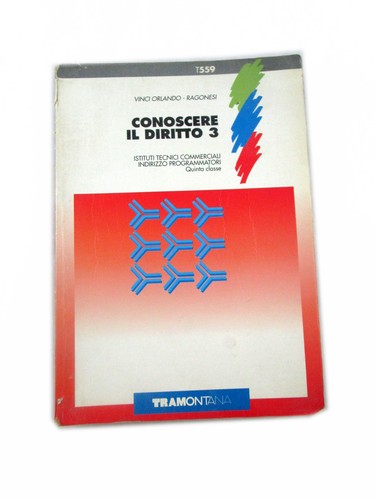 T559
VINCI ORLANDO - RAGONESI
CONOSCERE
IL DIRITTO 3
ISTITUTI TECNICI COMMERCIALI
INDIRIZZO PROGRAMMATORI
Quinta classe
TRAMONTANA